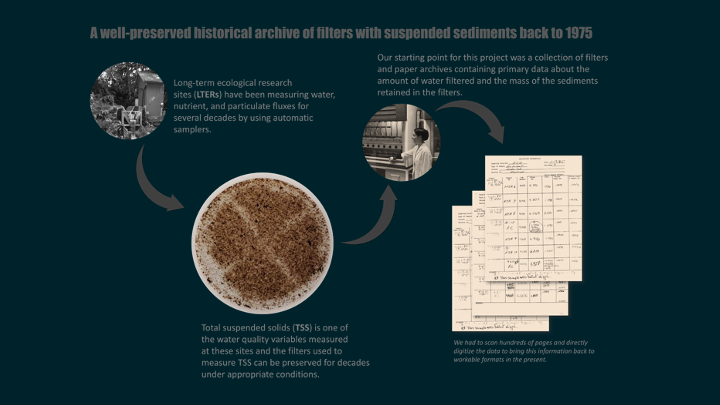 A well-preserved historical archive of filters with suspended sediments back to 1975
Our starting point for this project was a collection of filters
and paper archives containing primary data about the
amount of water filtered and the mass of the sediments
retained in the filters.
Long-term ecological research
sites (LTERs) have been measuring water,
nutrient, and particulate fluxes for
several decades by using automatic
samplers.
Total suspended solids (TSS) is one of
the water quality variables measured
at these sites and the filters used to
measure TSS can be preserved for decades
under appropriate conditions.
We had to scan hundreds of pages and directly
digitize the data to bring this information back to
workable formats in the present.